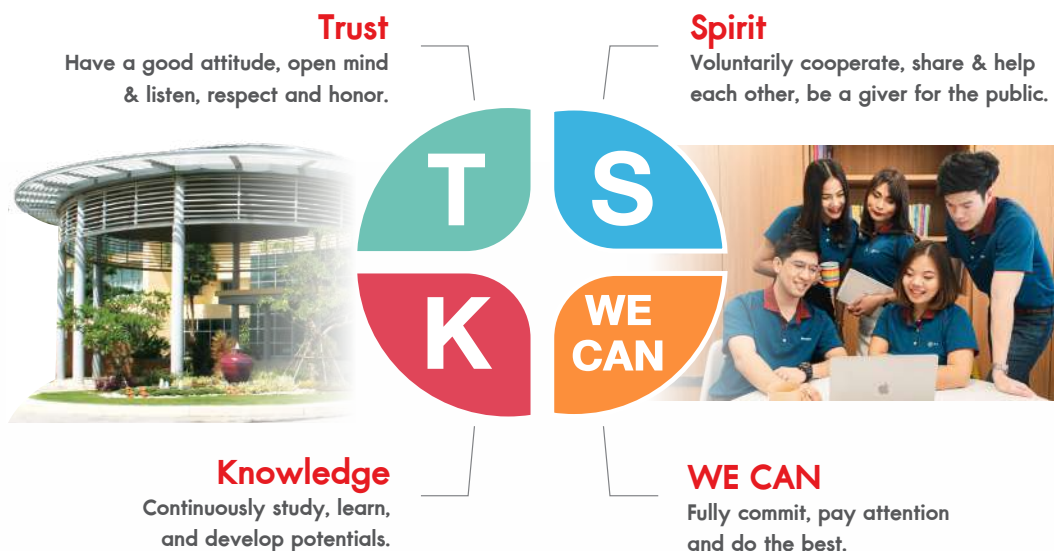 Trust
Have a good attitude, open mind
& listen, respect and honor.
Spirit
Voluntarily cooperate, share & help
each other, be a giver for the public.
T
S
K
WE
CAN
Knowledge
Continuously study, learn,
and develop potentials.
WE CAN
Fully commit, pay attention
and do the best.